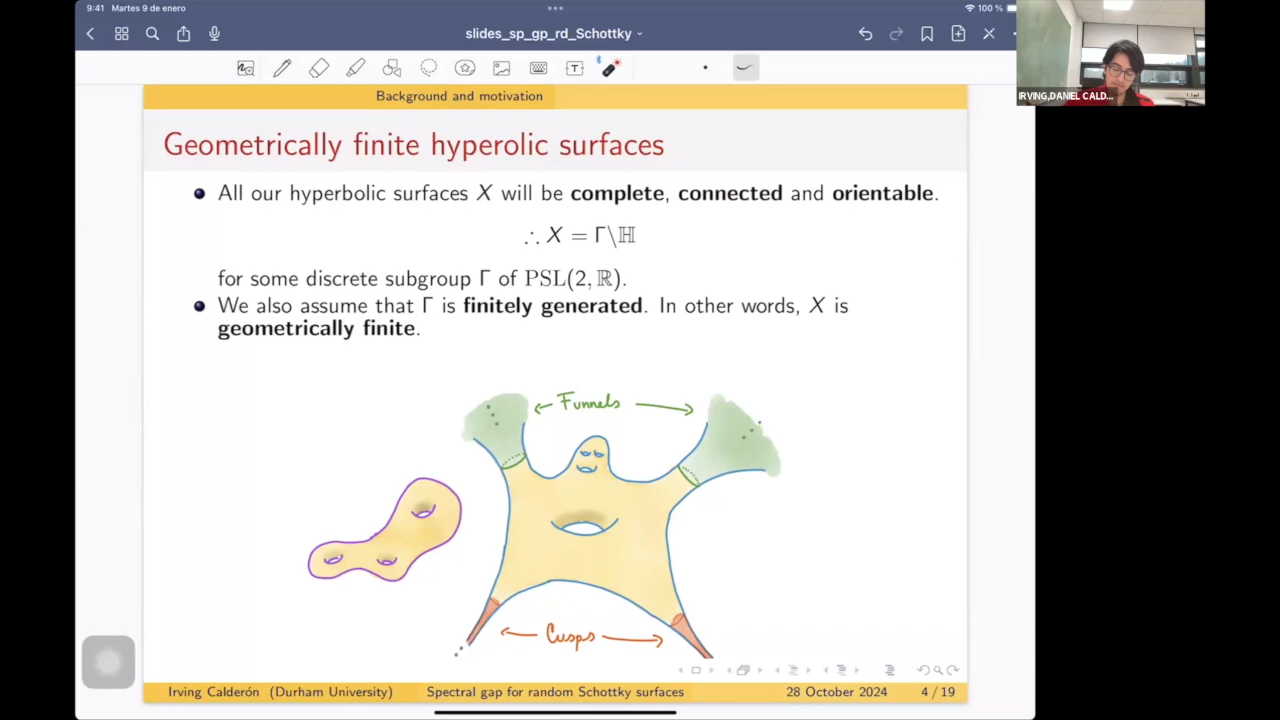 9:41 Martes 9 de enero
100 %
slides_sp_gp_rd_Schottky
IRVING,DANIEL CALD...
Background and motivation
Geometrically finite hyperolic surfaces
All our hyperbolic surfaces X will be complete, connected and orientable.
∴ X = Γ\ℍ
for some discrete subgroup Γ of PSL(2, ℝ).
We also assume that Γ is finitely generated. In other words, X is
geometrically finite.
Funnels
Cusps
Irving Calderón (Durham University) Spectral gap for random Schottky surfaces 28 October 2024 4 / 19